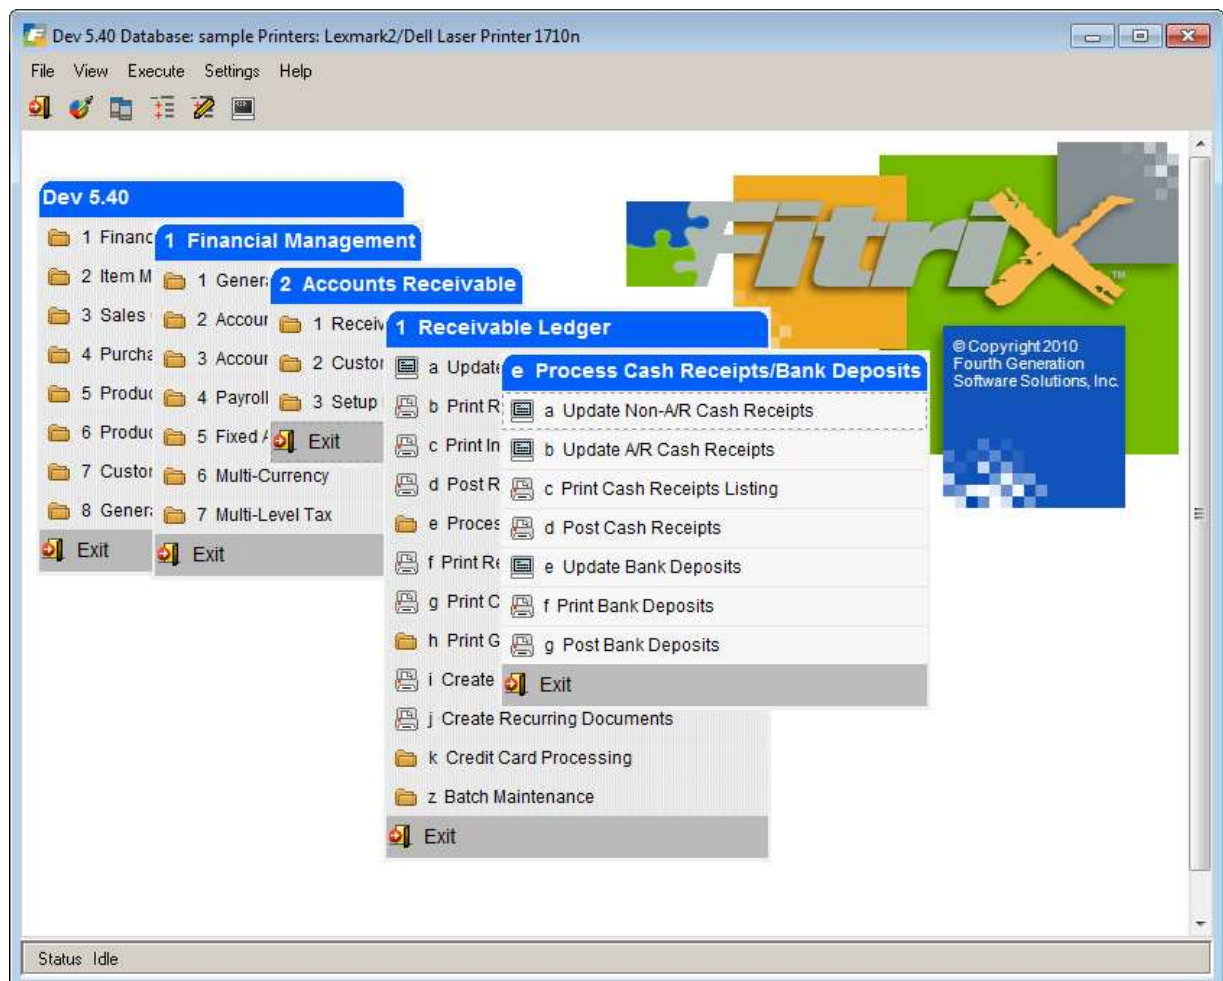 Dev 5.40 Database: sample Printers: Lexmark2/Dell Laser Printer 1710n
File View Execute Settings Help
Dev 5.40
1 Financ
2 Item M
3 Sales
4 Purcha
5 Produc
6 Produc
7 Custor
8 Genera
Exit
1 Financial Management
1 Genera
2 Accour
3 Accour
4 Payroll
5 Fixed A
6 Multi-Currency
7 Multi-Level Tax
Exit
2 Accounts Receivable
1 Receiv
2 Custor
3 Setup
Exit
1 Receivable Ledger
a Update
b Print R
c Print In
d Post R
e Proces
f Print Re
g Print C
h Print G
i Create
j Create Recurring Documents
k Credit Card Processing
z Batch Maintenance
Exit
e Process Cash Receipts/Bank Deposits
a Update Non-A/R Cash Receipts
b Update A/R Cash Receipts
c Print Cash Receipts Listing
d Post Cash Receipts
e Update Bank Deposits
f Print Bank Deposits
g Post Bank Deposits
Exit
FitriX
TM
© Copyright 2010
Fourth Generation
Software Solutions, Inc.
Status Idle